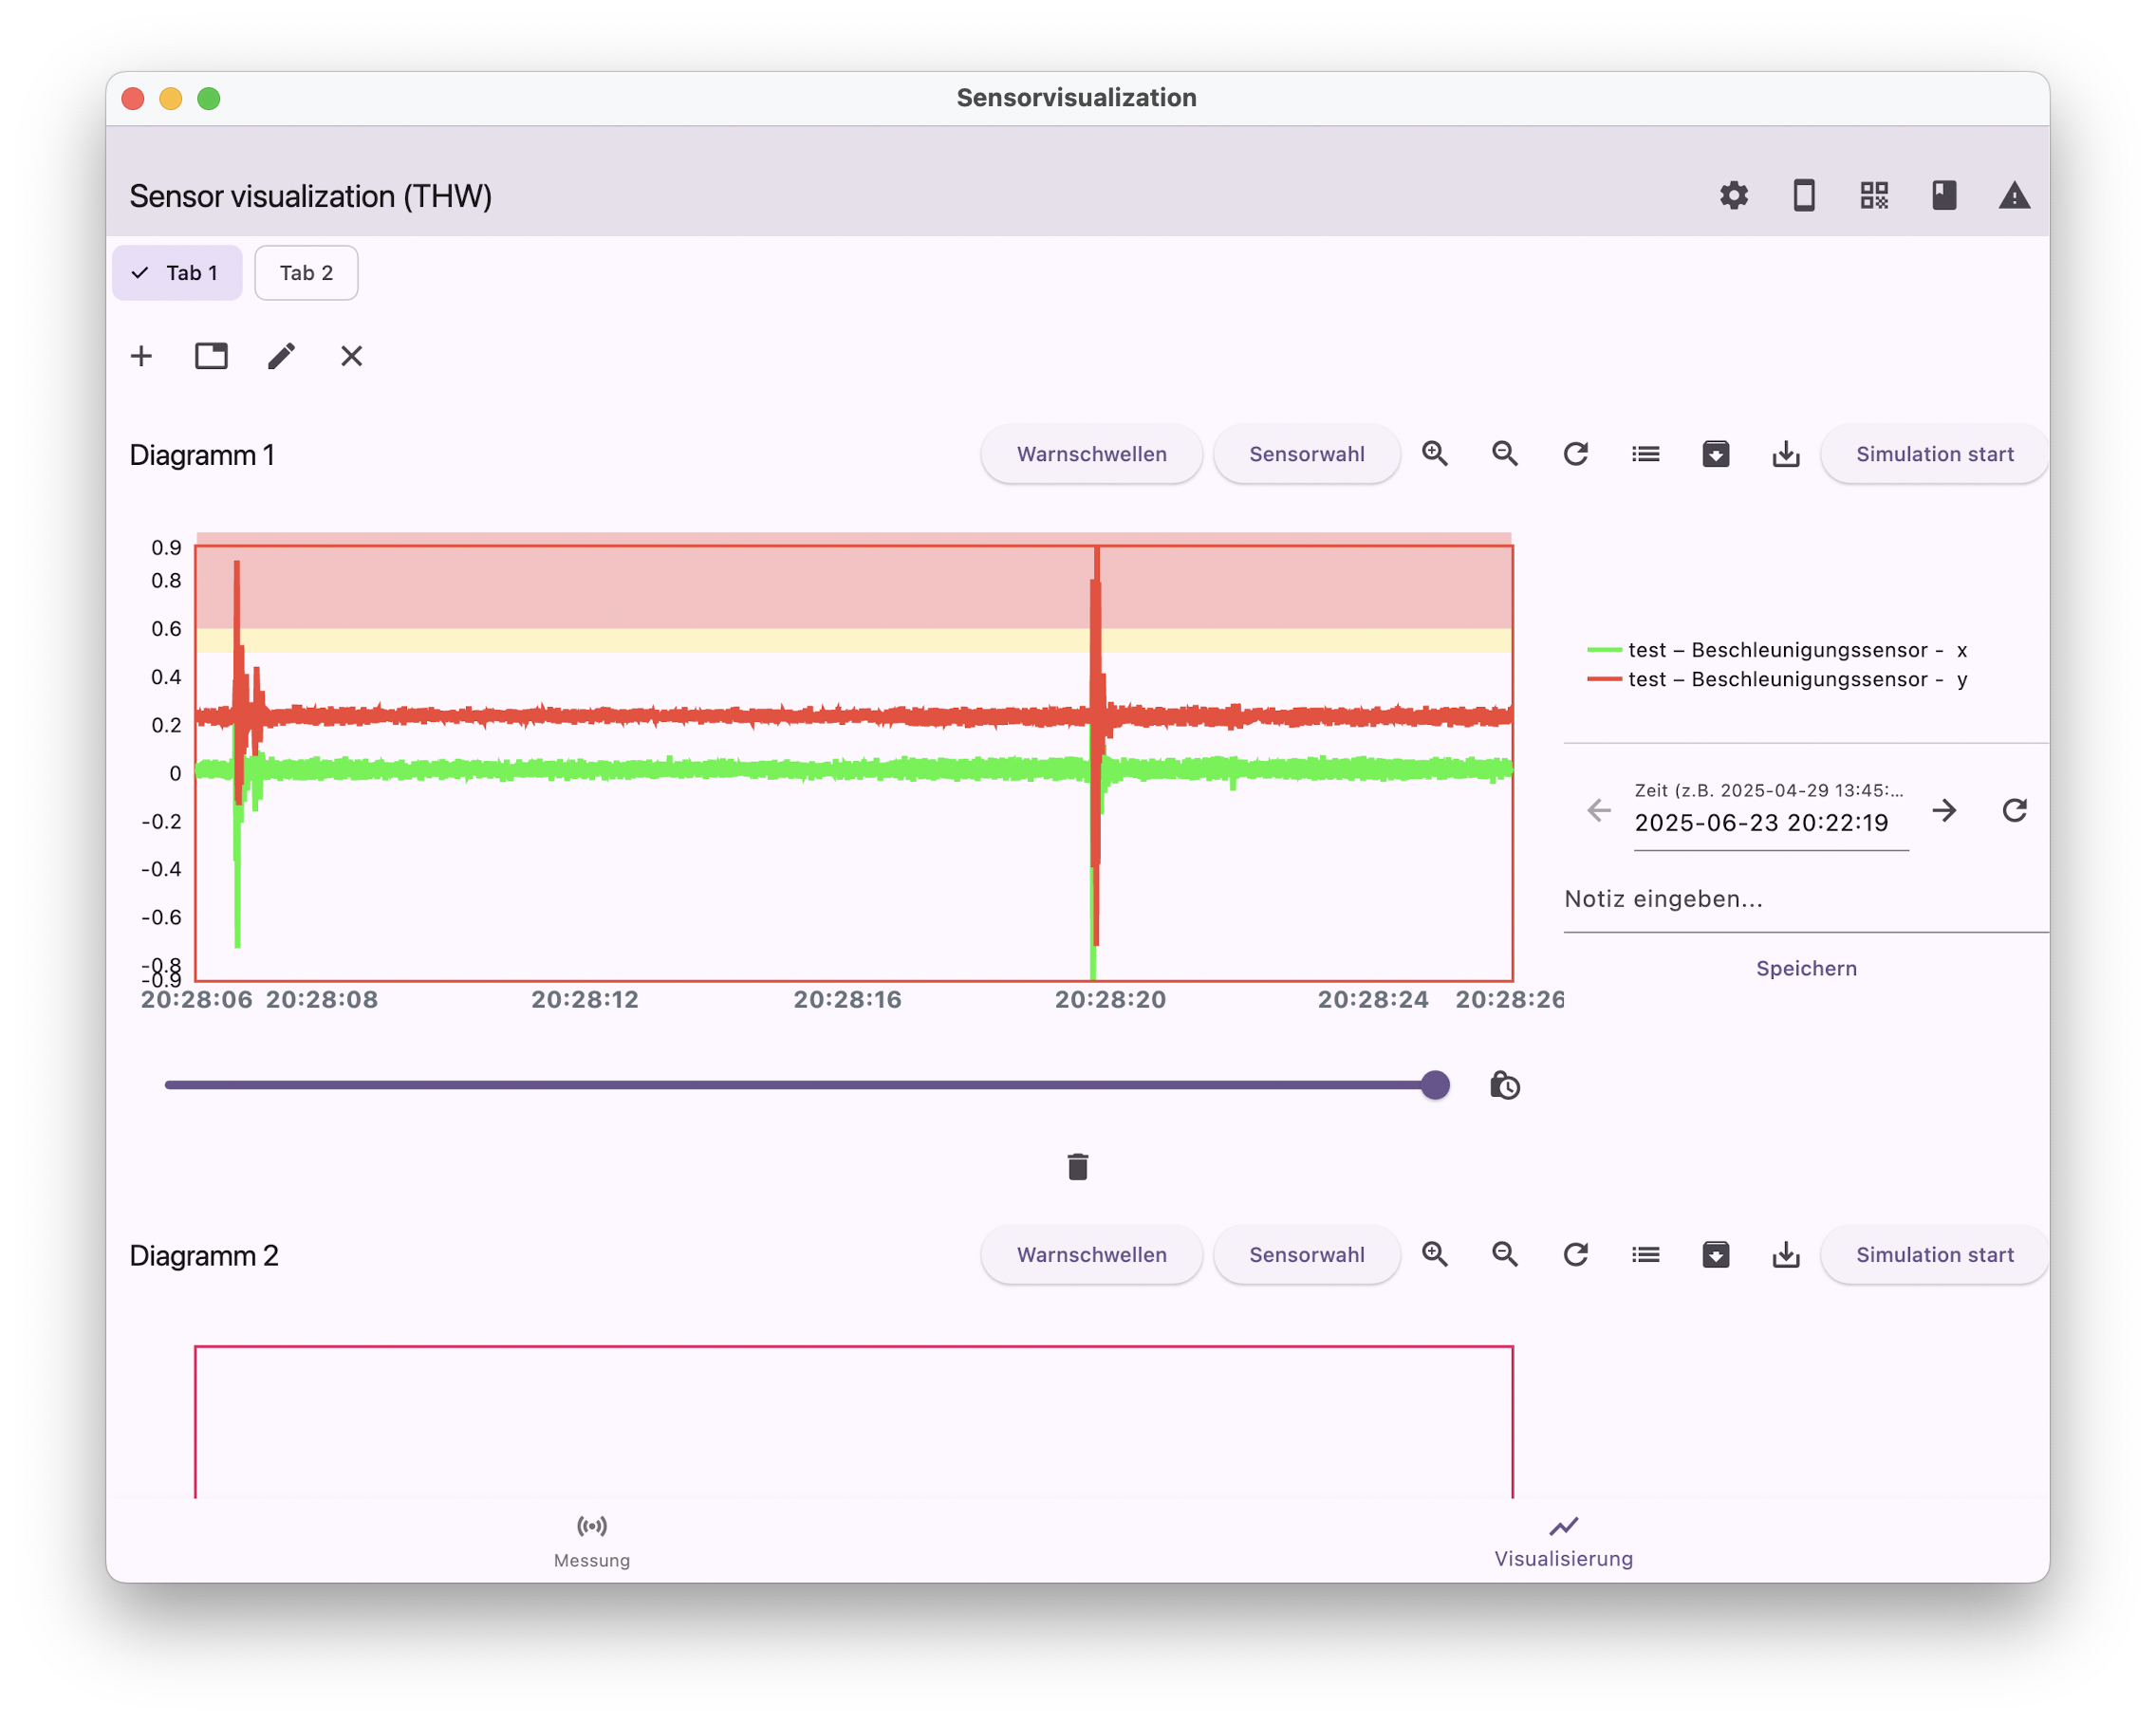 Sensorvisualization
Sensor visualization (THW)
Tab 1
Tab 2
Diagramm 1
Warnschwellen
Sensorwahl
Simulation start
0.9
0.8
0.6
0.4
0.2
0
-0.2
-0.4
-0.6
-0.8
-0.9
20:28:06
20:28:08
20:28:12
20:28:16
20:28:20
20:28:24
20:28:26
test – Beschleunigungssensor - x
test – Beschleunigungssensor - y
Zeit (z.B. 2025-04-29 13:45:...
2025-06-23 20:22:19
Notiz eingeben...
Speichern
Diagramm 2
Warnschwellen
Sensorwahl
Simulation start
Messung
Visualisierung